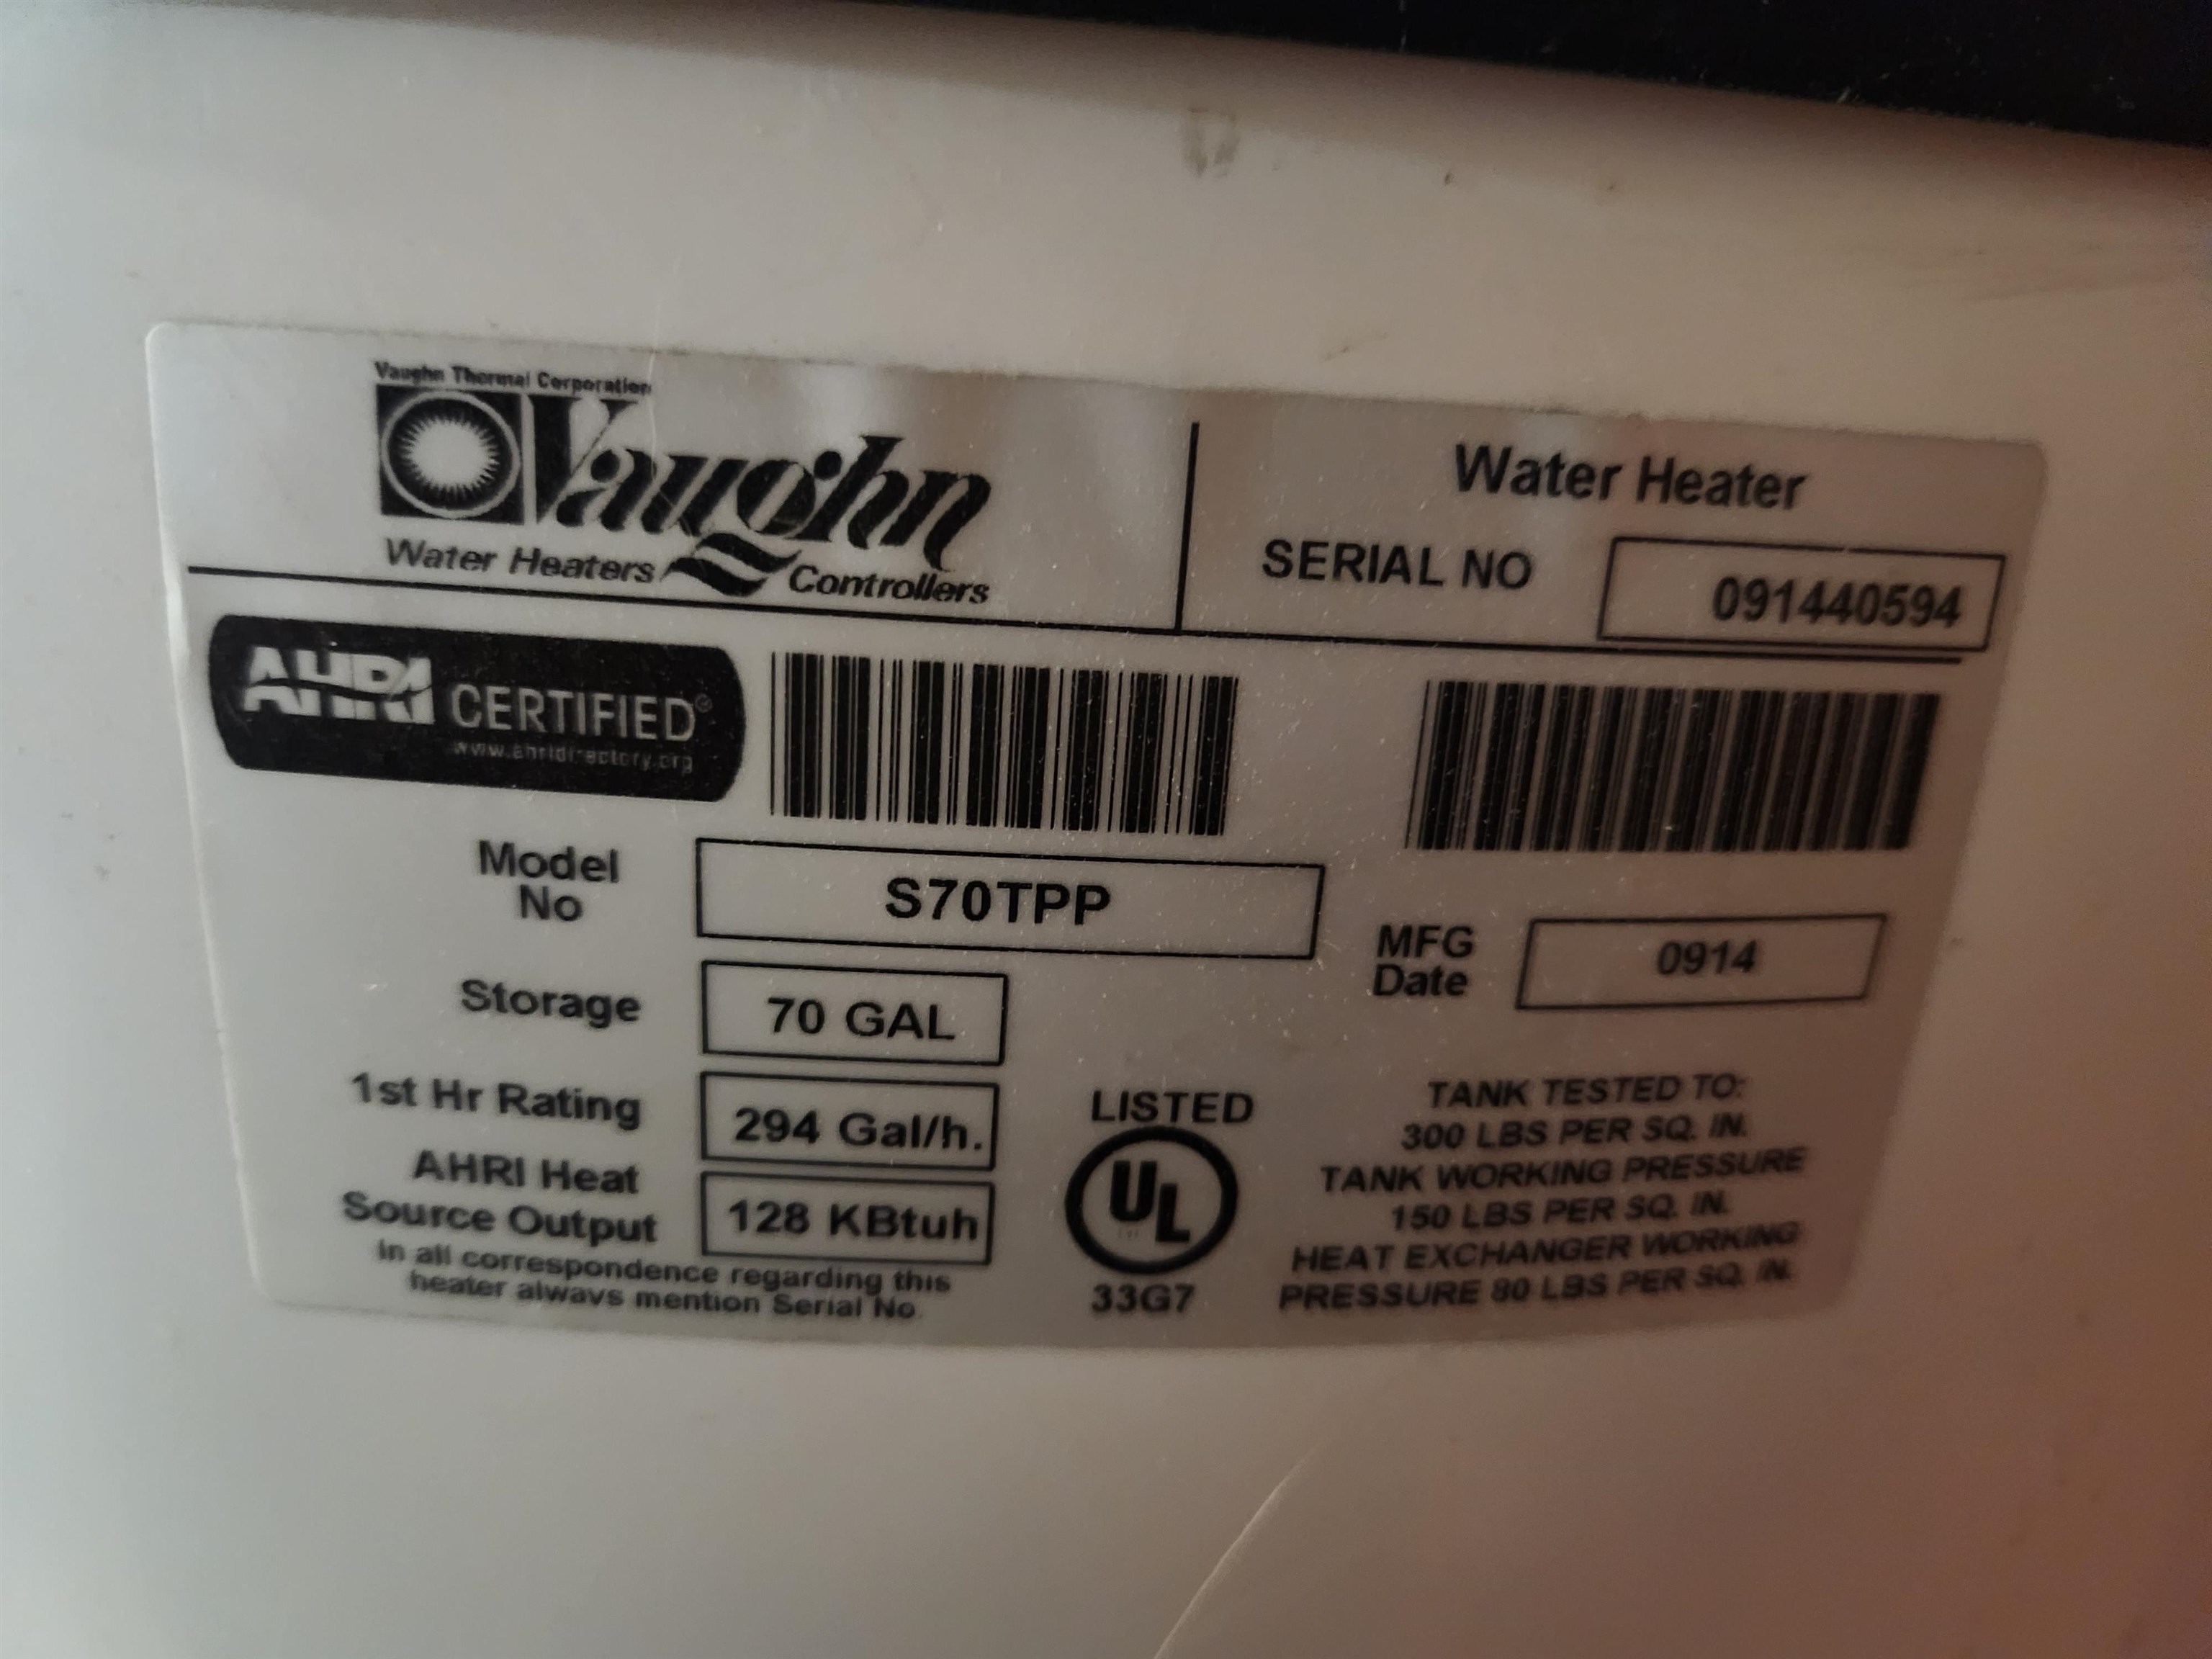 Vaughn Thermal Corporation
Vaughn
Water Heaters Controllers
Water Heater
SERIAL NO 091440594
AHRI CERTIFIED®
www.ahridirectory.org
Model No S70TPP
MFG Date 0914
Storage 70 GAL
1st Hr Rating 294 Gal/h.
AHRI Heat Source Output 128 KBtuh
In all correspondence regarding this
heater always mention Serial No.
LISTED
UL
33G7
TANK TESTED TO:
300 LBS PER SQ. IN.
TANK WORKING PRESSURE
150 LBS PER SQ. IN.
HEAT EXCHANGER WORKING
PRESSURE 80 LBS PER SQ. IN.